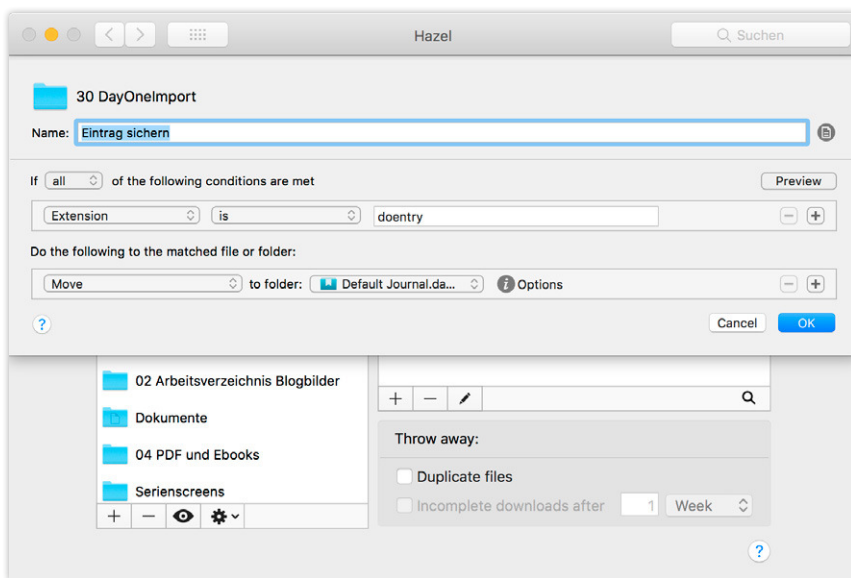 Hazel
Suchen
30 DayOneImport
Name: Eintrag sichern
If all of the following conditions are met Preview
Extension is doentry
Do the following to the matched file or folder:
Move to folder: Default Journal.da... Options
? Cancel OK
02 Arbeitsverzeichnis Blogbilder
Dokumente
04 PDF und Ebooks
Serienscreens
Throw away:
Duplicate files
Incomplete downloads after 1 Week
?